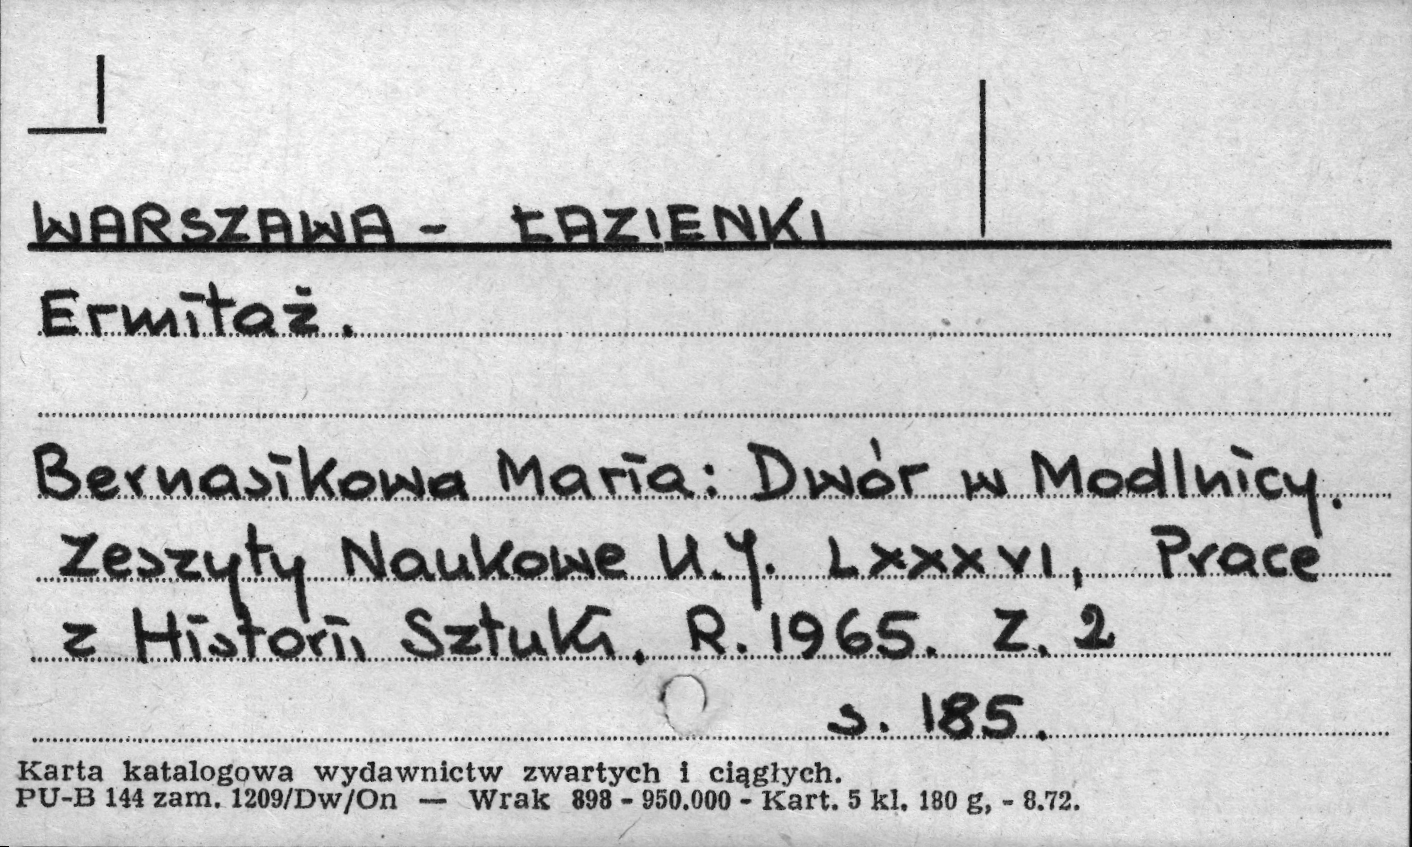 WARSZAWA - ŁAZIENKI
Ermitaż.
Bernasikowa Maria: Dwór w Modlnicy.
Zeszyty Naukowe U.J. LXXXVI, Prace
z Historii Sztuki, R. 1965. Z. 2
s. 185.
Karta katalogowa wydawnictw zwartych i ciągłych.
PU-B 144 zam. 1209/Dw/On — Wrak 898 - 950.000 - Kart. 5 kl. 180 g, - 8.72.